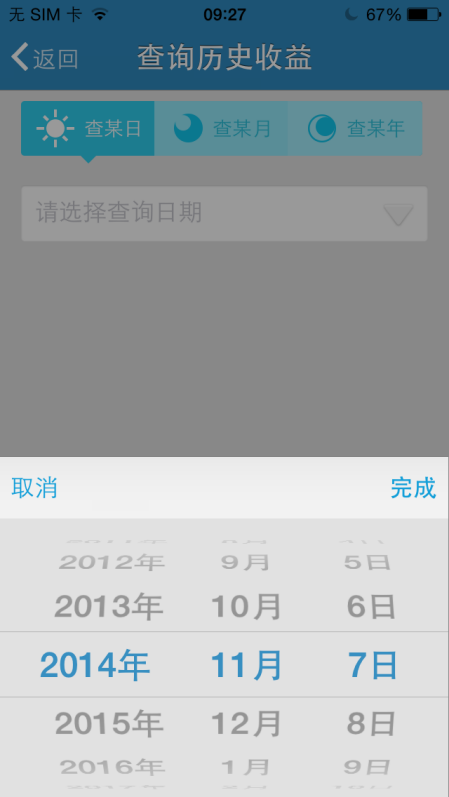 无 SIM 卡 09:27 67%
返回 查询历史收益
查某日 查某月 查某年
请选择查询日期
取消 完成
2012年 9月 5日
2013年 10月 6日
2014年 11月 7日
2015年 12月 8日
2016年 1月 9日